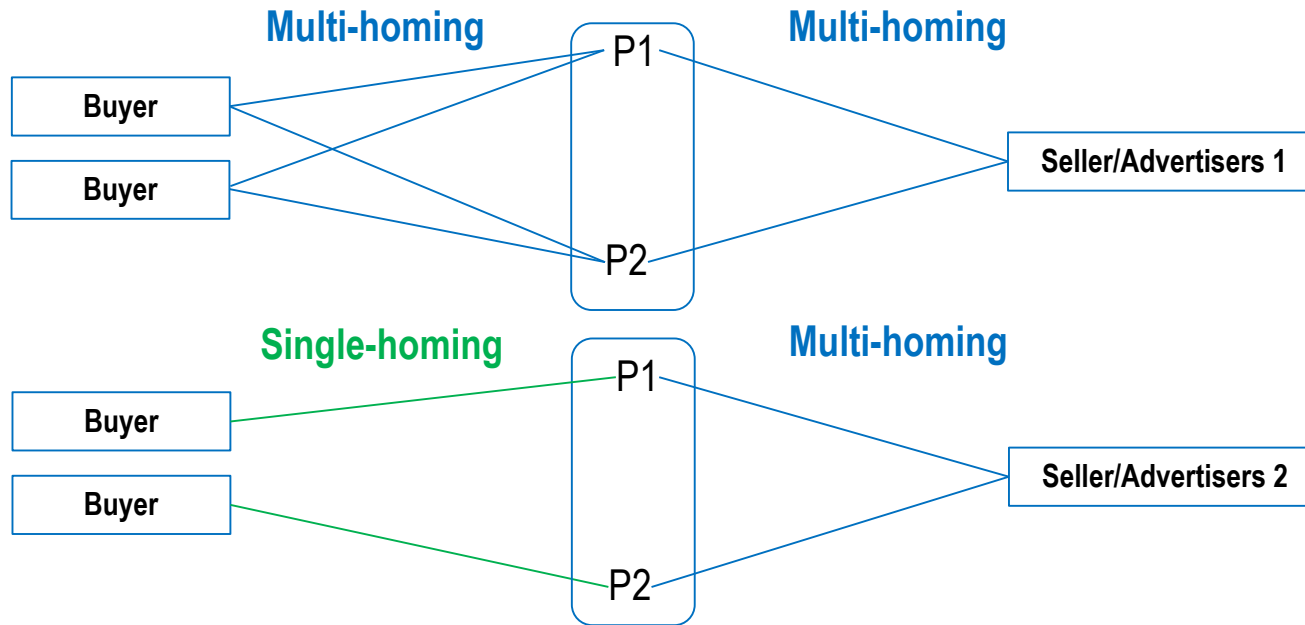 Multi-homing
Multi-homing
P1
Buyer
Seller/Advertisers 1
Buyer
P2
Single-homing
Multi-homing
P1
Buyer
Seller/Advertisers 2
Buyer
P2